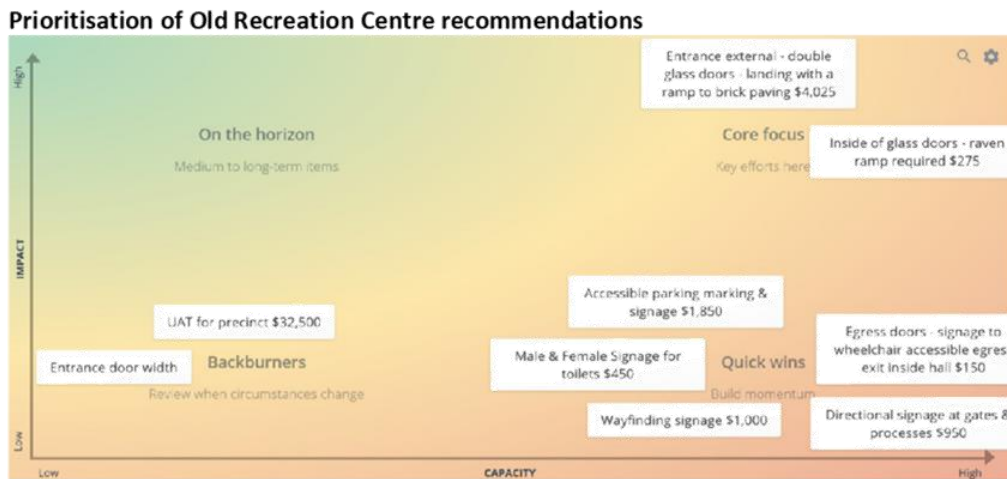 Prioritisation of Old Recreation Centre recommendations
High
Entrance external - double
glass doors - landing with a
ramp to brick paving $4,025
On the horizon
Medium to long-term items
Core focus
Key efforts here
Inside of glass doors - raven
ramp required $275
IMPACT
Accessible parking marking &
signage $1,850
UAT for precinct $32,500
Egress doors - signage to
wheelchair accessible egres
exit inside hall $150
Entrance door width
Backburners
Review when circumstances change
Male & Female Signage for
toilets $450
Quick wins
Build momentum
Wayfinding signage $1,000
Directional signage at gates &
processes $950
Low
Low
CAPACITY
High